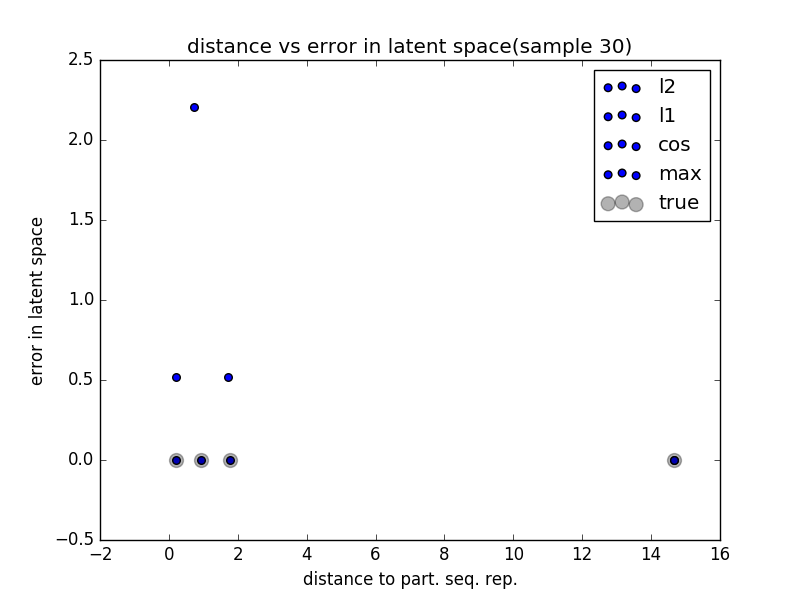 distance vs error in latent space(sample 30)
2.5
2.0
1.5
1.0
0.5
0.0
−0.5
error in latent space
l2
l1
cos
max
true
−2 0 2 4 6 8 10 12 14 16
distance to part. seq. rep.